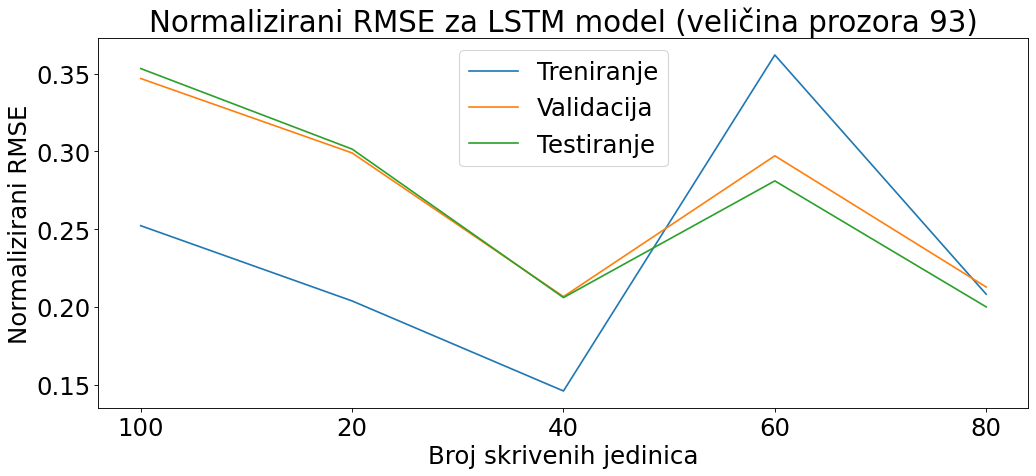 Normalizirani RMSE za LSTM model (veličina prozora 93)
Treniranje
Validacija
Testiranje
Normalizirani RMSE
0.35
0.30
0.25
0.20
0.15
100 20 40 60 80
Broj skrivenih jedinica